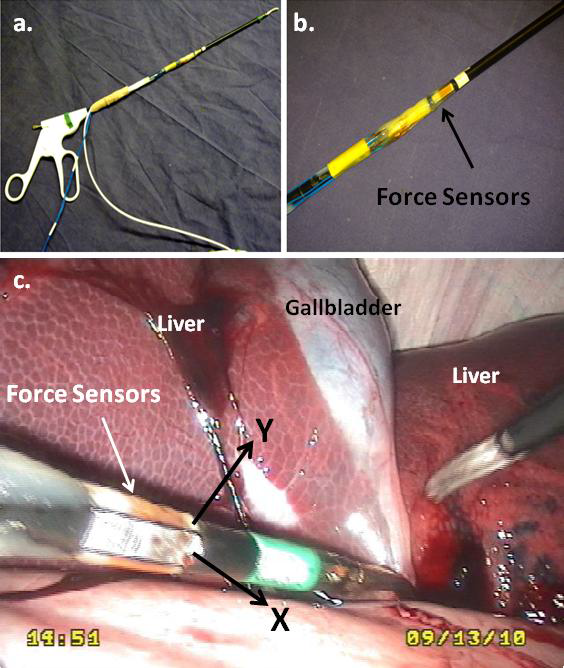 a.
b.
Force Sensors
c.
Gallbladder
Liver
Liver
Force Sensors
Y
X
14:51
09/13/10